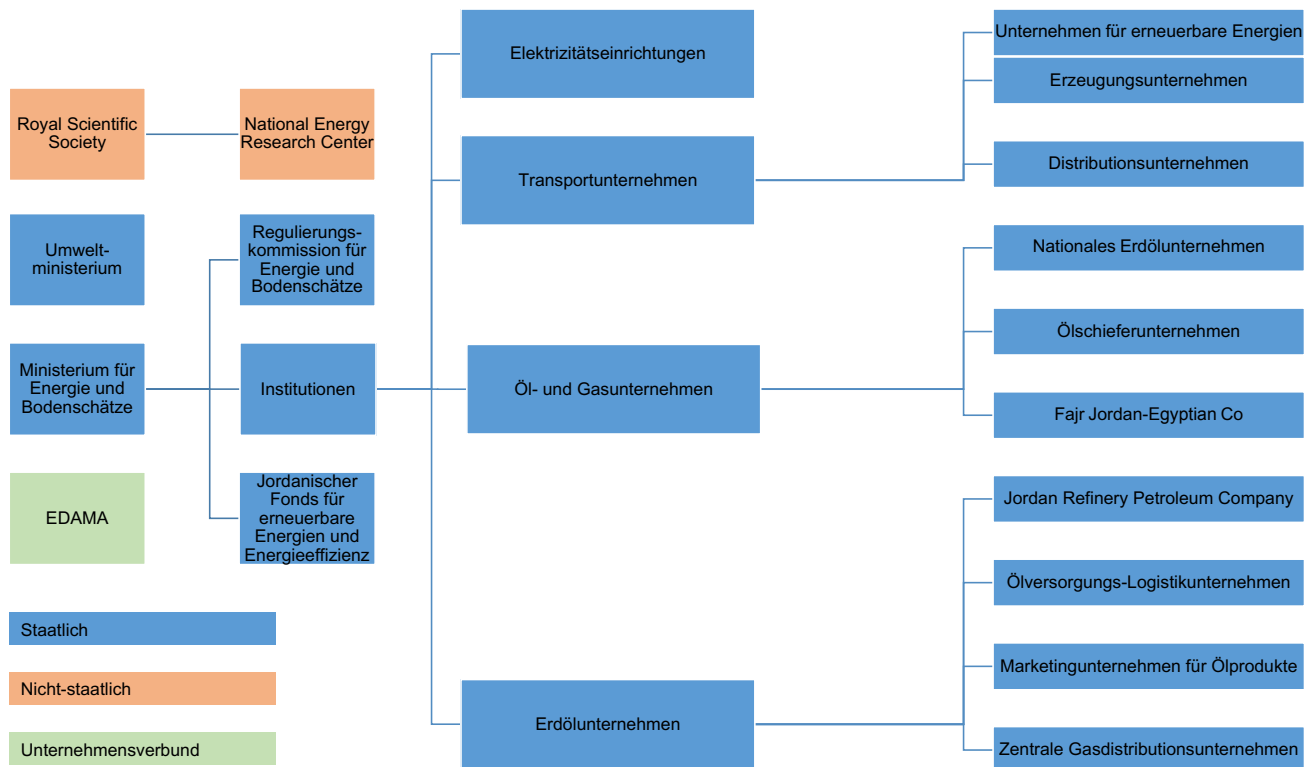 Royal Scientific
Society
National Energy
Research Center
Umwelt-
ministerium
Regulierungs-
kommission für
Energie und
Bodenschätze
Ministerium für
Energie und
Bodenschätze
Institutionen
EDAMA
Jordanischer
Fonds für
erneuerbare
Energien und
Energieeffizienz
Elektrizitätseinrichtungen
Transportunternehmen
Öl- und Gasunternehmen
Erdölunternehmen
Unternehmen für erneuerbare Energien
Erzeugungsunternehmen
Distributionsunternehmen
Nationales Erdölunternehmen
Ölschieferunternehmen
Fajr Jordan-Egyptian Co
Jordan Refinery Petroleum Company
Ölversorgungs-Logistikunternehmen
Marketingunternehmen für Ölprodukte
Zentrale Gasdistributionsunternehmen
Staatlich
Nicht-staatlich
Unternehmensverbund